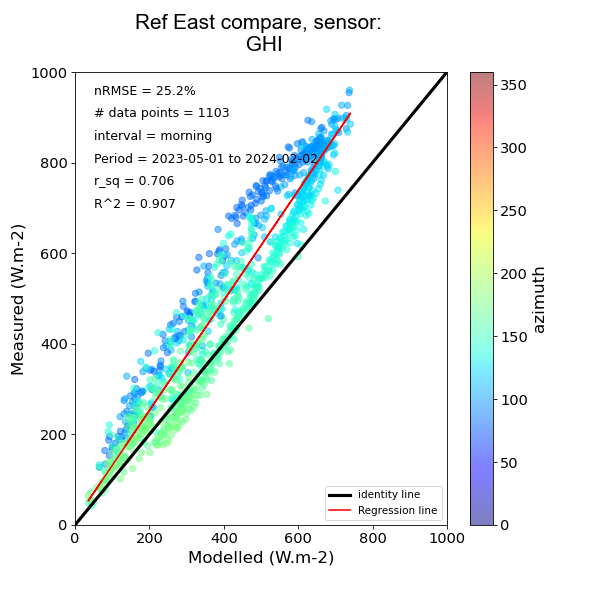 Ref East compare, sensor:
GHI
nRMSE = 25.2%
# data points = 1103
interval = morning
Period = 2023-05-01 to 2024-02-02
r_sq = 0.706
R^2 = 0.907
1000
800
600
400
200
0
Measured (W.m-2)
0 200 400 600 800 1000
Modelled (W.m-2)
identity line
Regression line
350
300
250
200
150
100
50
0
azimuth